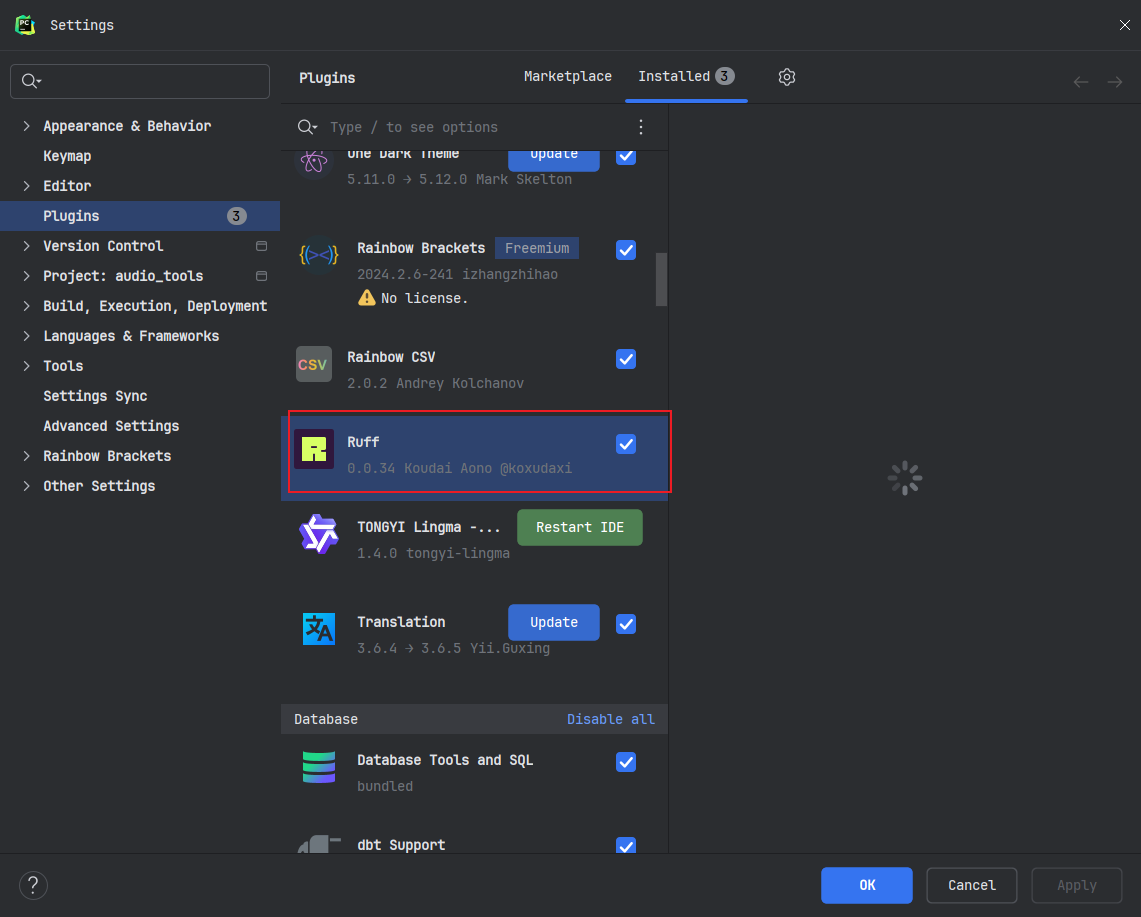 Settings
Plugins
Marketplace
Installed 3
Type / to see options
Appearance & Behavior
Keymap
Editor
Plugins 3
Version Control
Project: audio_tools
Build, Execution, Deployment
Languages & Frameworks
Tools
Settings Sync
Advanced Settings
Rainbow Brackets
Other Settings
One Dark Theme Update
5.11.0 → 5.12.0 Mark Skelton
Rainbow Brackets Freemium
2024.2.6-241 izhangzhihao
No license.
CSV
Rainbow CSV
2.0.2 Andrey Kolchanov
Ruff
0.0.34 Koudai Aono @koxudaxi
TONGYI Lingma -... Restart IDE
1.4.0 tongyi-lingma
Translation Update
3.6.4 → 3.6.5 Yii.Guxing
Database Disable all
Database Tools and SQL
bundled
dbt Support
?
OK
Cancel
Apply